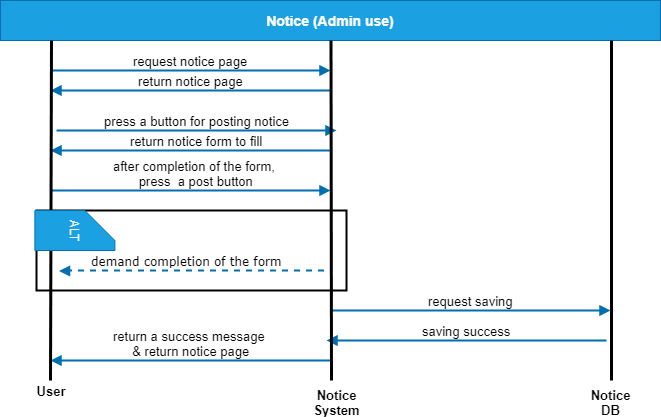 Notice (Admin use)
request notice page
return notice page
press a button for posting notice
return notice form to fill
after completion of the form,
press a post button
ALT
demand completion of the form
request saving
saving success
return a success message
& return notice page
User
Notice
System
Notice
DB